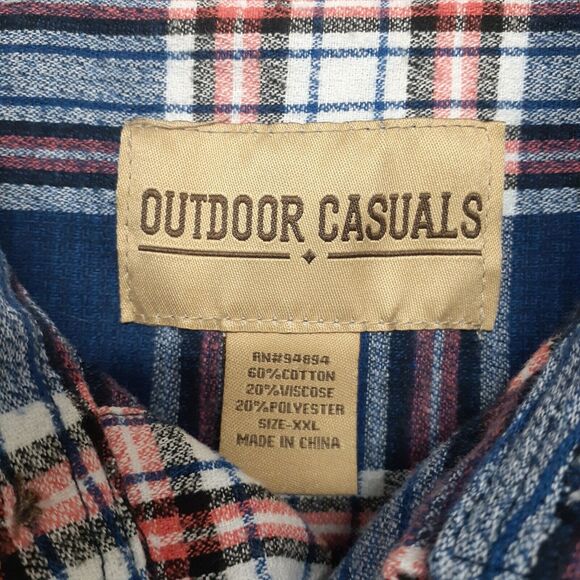 OUTDOOR CASUALS
RN#94894
60%COTTON
20%VISCOSE
20%POLYESTER
SIZE-XXL
MADE IN CHINA